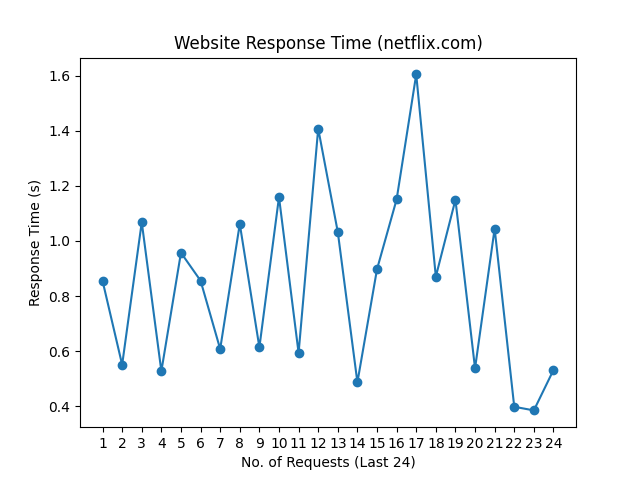 Website Response Time (netflix.com)
Response Time (s)
1.6
1.4
1.2
1.0
0.8
0.6
0.4
1 2 3 4 5 6 7 8 9 10 11 12 13 14 15 16 17 18 19 20 21 22 23 24
No. of Requests (Last 24)